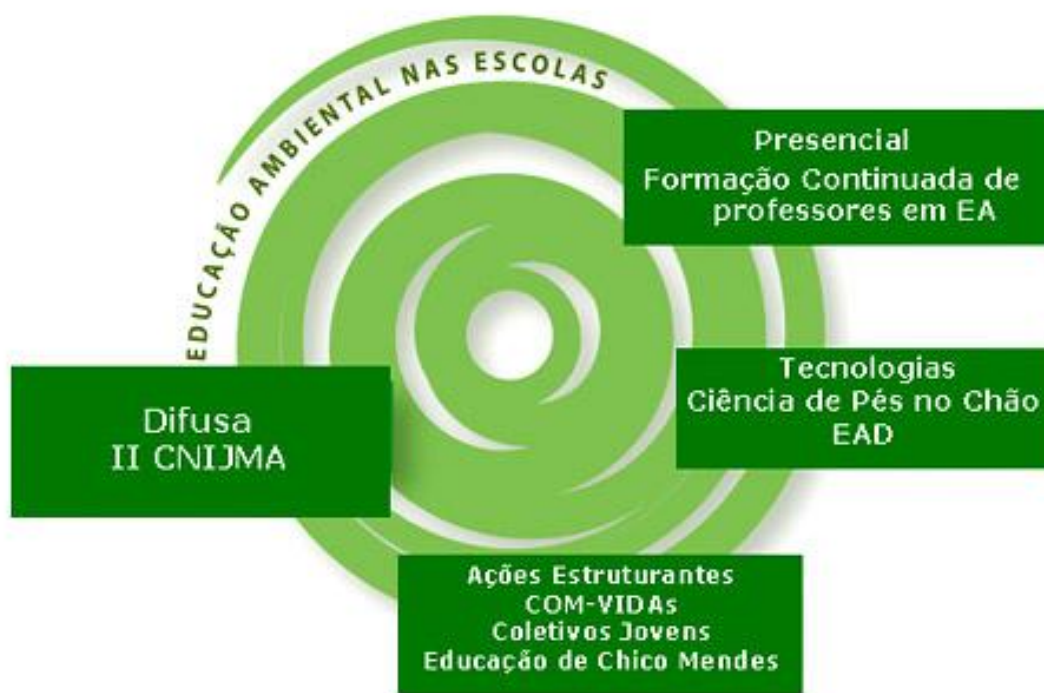 EDUCAÇÃO AMBIENTAL NAS ESCOLAS
Presencial
Formação Continuada de
professores em EA
Tecnologias
Ciência de Pés no Chão
EAD
Difusa
II CNIJMA
Ações Estruturantes
COM-VIDAs
Coletivos Jovens
Educação de Chico Mendes